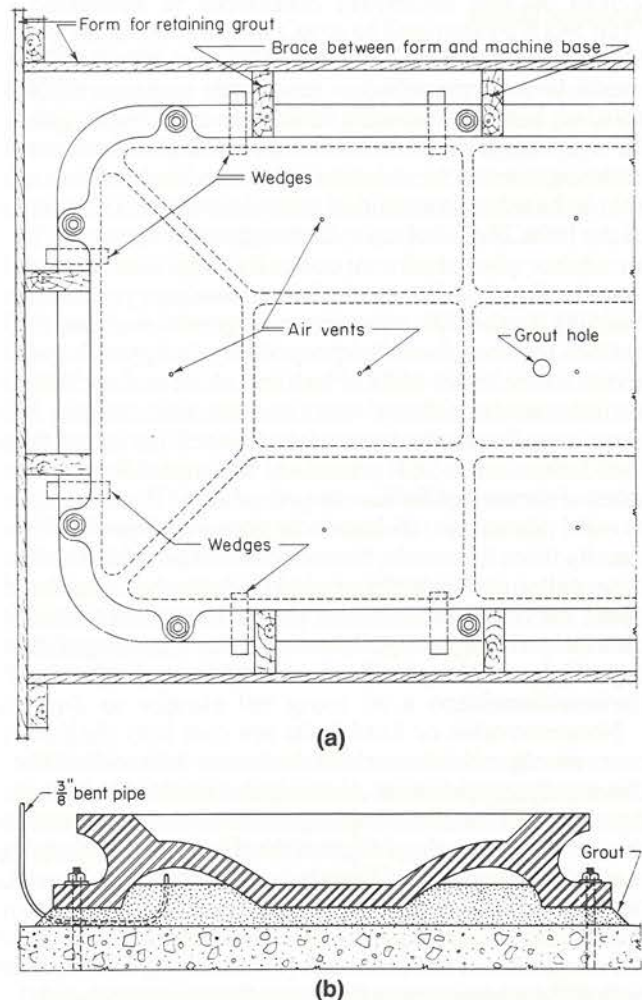 Form for retaining grout
Brace between form and machine base
Wedges
Air vents
Grout hole
Wedges
(a)
3/8" bent pipe
Grout
(b)